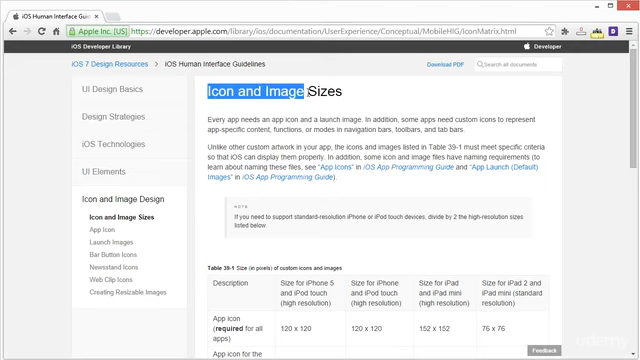 iOS Human Interface Guide
Apple Inc. [US] https://developer.apple.com/library/ios/documentation/UserExperience/Conceptual/MobileHIG/IconMatrix.html
iOS Developer Library
Developer
iOS 7 Design Resources
iOS Human Interface Guidelines
Download PDF
Search all documents
UI Design Basics
Design Strategies
iOS Technologies
UI Elements
Icon and Image Design
Icon and Image Sizes
App Icon
Launch Images
Bar Button Icons
Newsstand Icons
Web Clip Icons
Creating Resizable Images
Icon and Image Sizes
Every app needs an app icon and a launch image. In addition, some apps need custom icons to represent
app-specific content, functions, or modes in navigation bars, toolbars, and tab bars.
Unlike other custom artwork in your app, the icons and images listed in Table 39-1 must meet specific criteria
so that iOS can display them properly. In addition, some icon and image files have naming requirements (to
learn about naming these files, see “App Icons” in iOS App Programming Guide and “App Launch (Default)
Images” in iOS App Programming Guide).
NOTE
If you need to support standard-resolution iPhone or iPod touch devices, divide by 2 the high-resolution sizes
listed below.
Table 39-1 Size (in pixels) of custom icons and images
Description
Size for iPhone 5
and iPod touch
(high resolution)
Size for iPhone
and iPod touch
(high resolution)
Size for iPad
and iPad mini
(high resolution)
Size for iPad 2 and
iPad mini (standard
resolution)
App icon
(required for all
apps)
120 x 120
120 x 120
152 x 152
76 x 76
App icon for the
Feedback
udemy